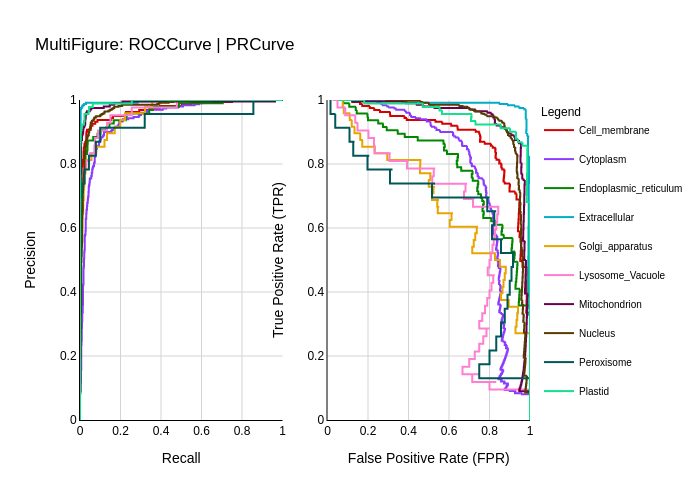 MultiFigure: ROCCurve | PRCurve
Precision
1
0.8
0.6
0.4
0.2
0
0
0.2
0.4
0.6
0.8
1
Recall
True Positive Rate (TPR)
1
0.8
0.6
0.4
0.2
0
0
0.2
0.4
0.6
0.8
1
False Positive Rate (FPR)
Legend
Cell_membrane
Cytoplasm
Endoplasmic_reticulum
Extracellular
Golgi_apparatus
Lysosome_Vacuole
Mitochondrion
Nucleus
Peroxisome
Plastid